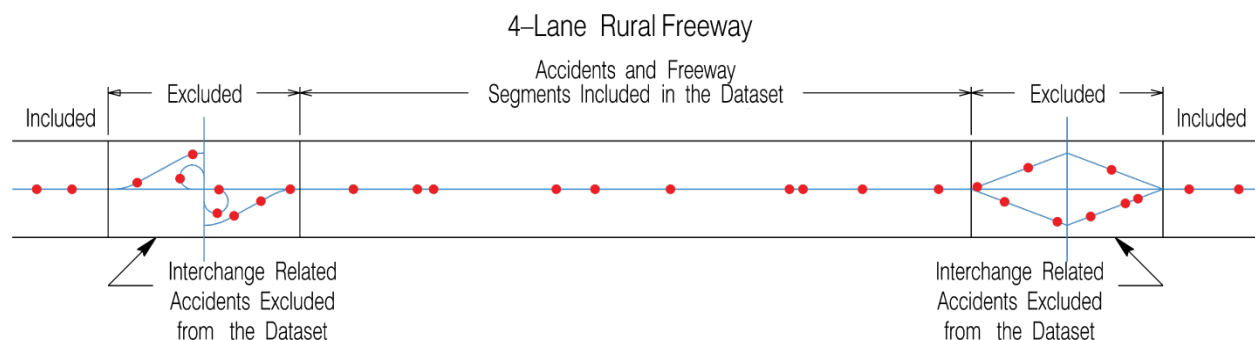 4–Lane Rural Freeway
Accidents and Freeway
Segments Included in the Dataset
Included
Excluded
Excluded
Included
Interchange Related
Accidents Excluded
from the Dataset
Interchange Related
Accidents Excluded
from the Dataset